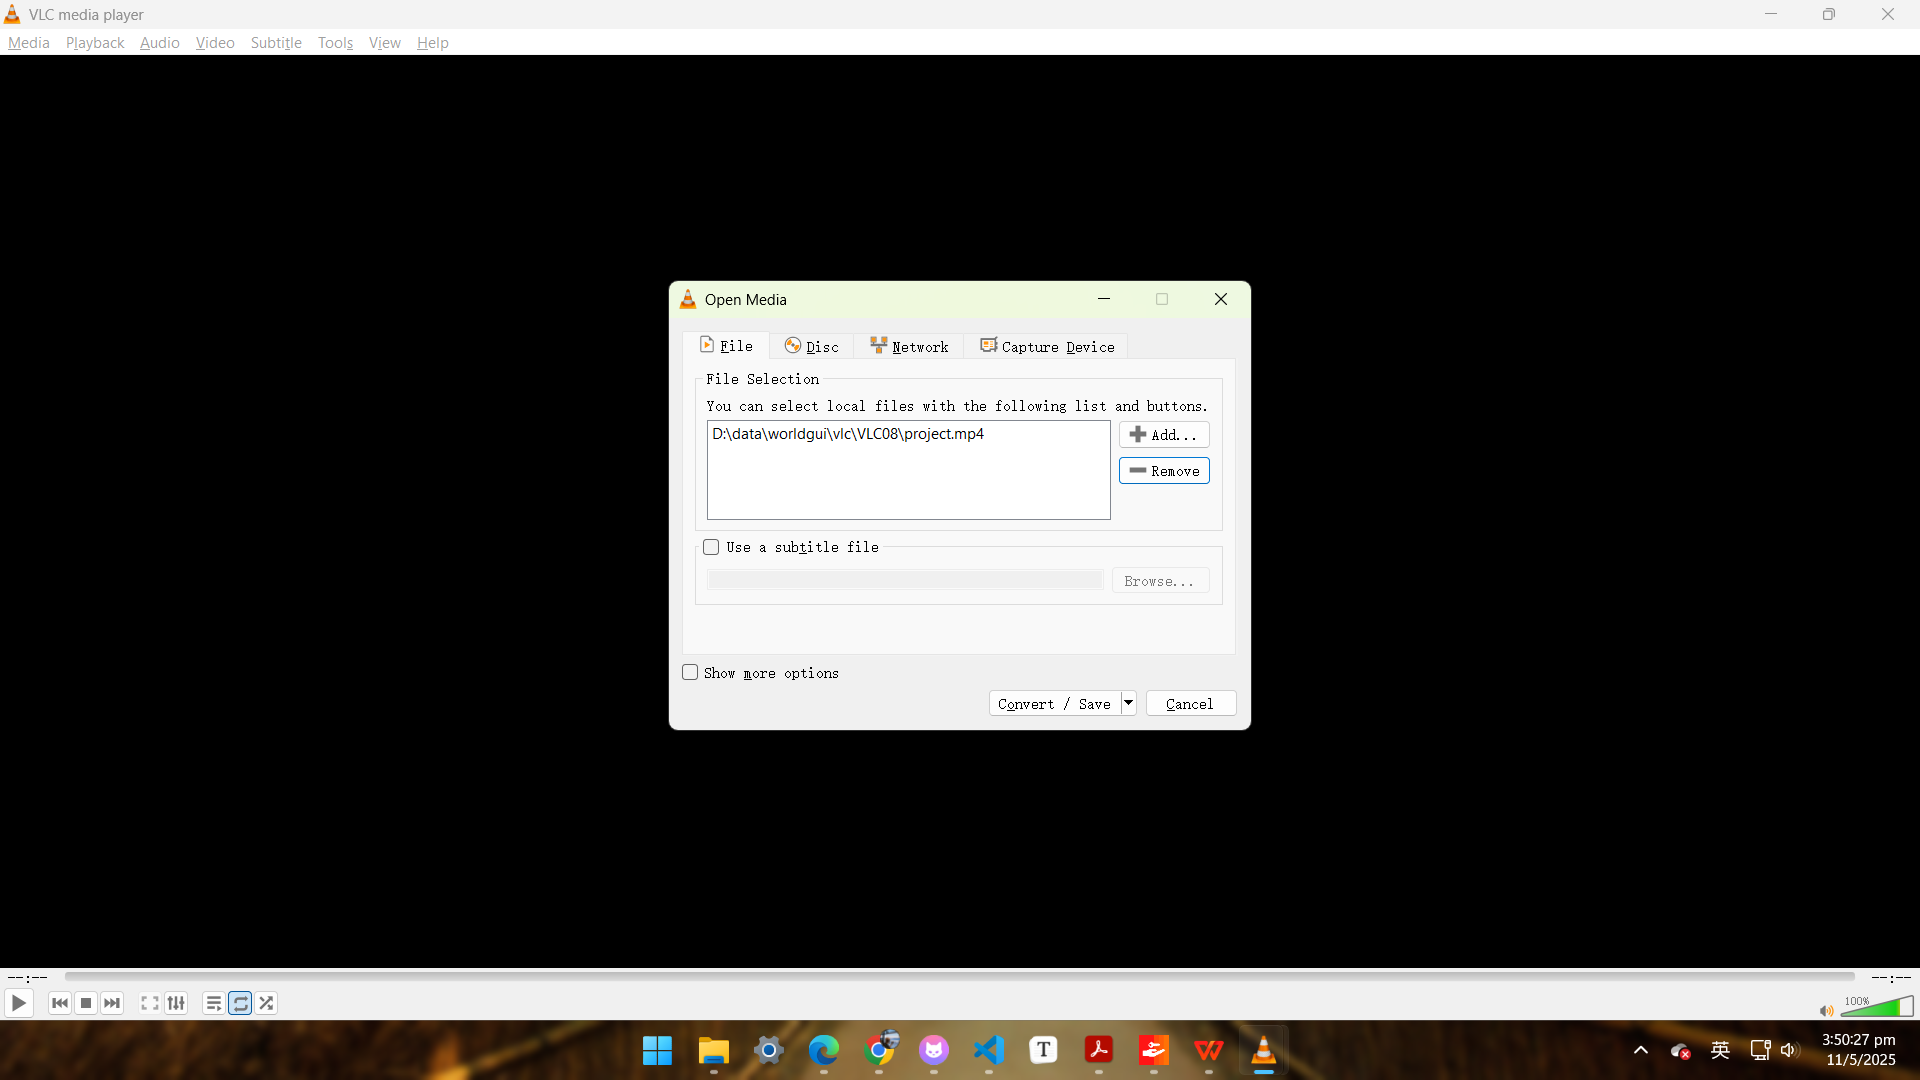 VLC media player
Media Playback Audio Video Subtitle Tools View Help
Open Media
File Disc Network Capture Device
File Selection
You can select local files with the following list and buttons.
D:\data\worldgui\vlc\VLC08\project.mp4
Add...
Remove
Use a subtitle file
Browse...
Show more options
Convert / Save
Cancel
--:--
--:--
100%
T
英
3:50:27 pm
11/5/2025